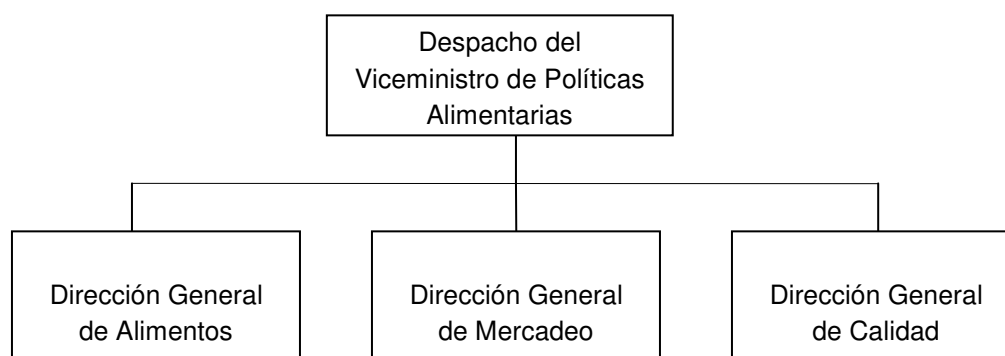 Despacho del
Viceministro de Políticas
Alimentarias
Dirección General
de Alimentos
Dirección General
de Mercadeo
Dirección General
de Calidad